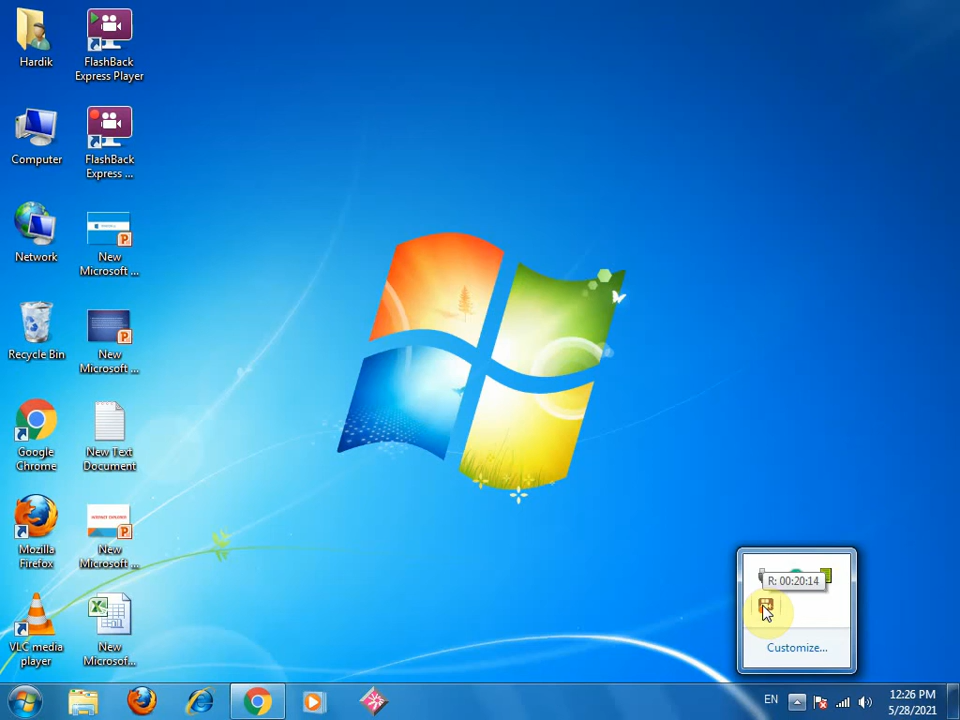 Hardik
FlashBack
Express Player
Computer
FlashBack
Express ...
Network
New
Microsoft ...
Recycle Bin
New
Microsoft ...
Google
Chrome
New Text
Document
Mozilla
Firefox
New
Microsoft ...
VLC media
player
New
Microsof...
R: 00:20:14
Customize...
EN
12:26 PM
5/28/2021